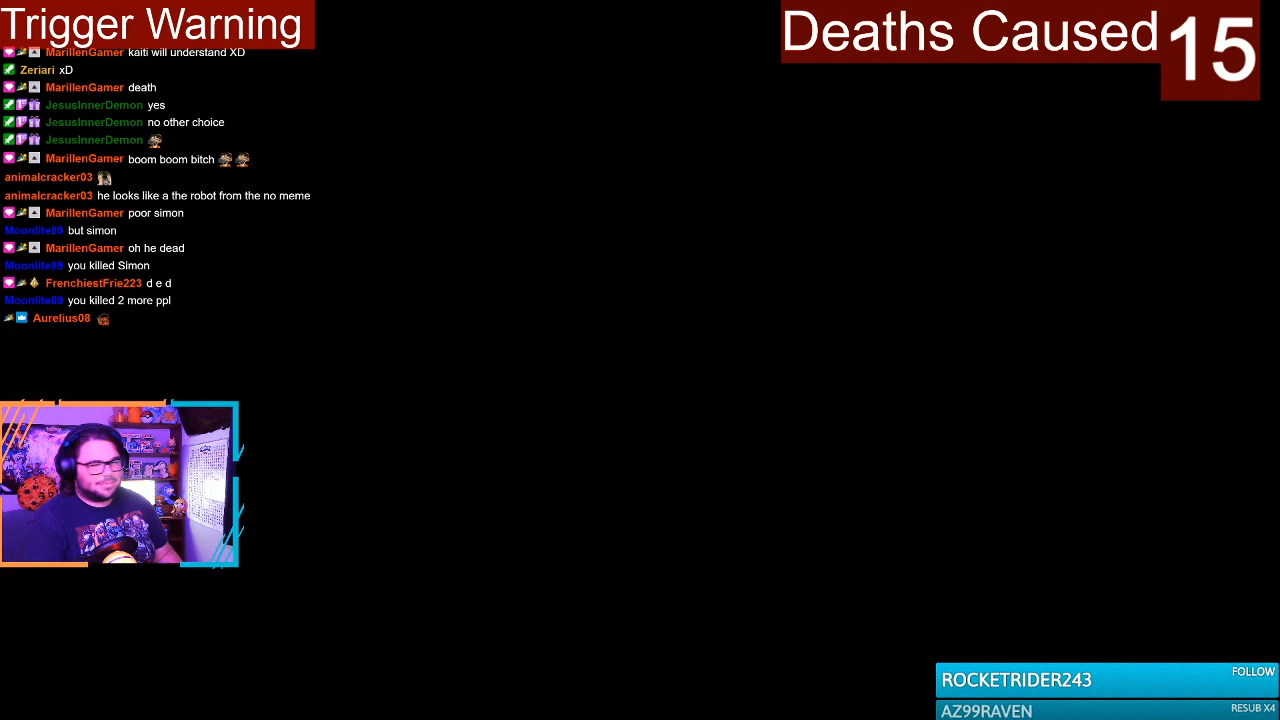 Trigger Warning
Deaths Caused 15
MarillenGamer kaiti will understand XD
Zeriari xD
MarillenGamer death
JesusInnerDemon yes
JesusInnerDemon no other choice
JesusInnerDemon
MarillenGamer boom boom bitch
animalcracker03
animalcracker03 he looks like a the robot from the no meme
MarillenGamer poor simon
Moonlite89 but simon
MarillenGamer oh he dead
Moonlite89 you killed Simon
FrenchiestFrie223 d e d
Moonlite89 you killed 2 more ppl
Aurelius08
ROCKETRIDER243 FOLLOW
AZ99RAVEN RESUB X4